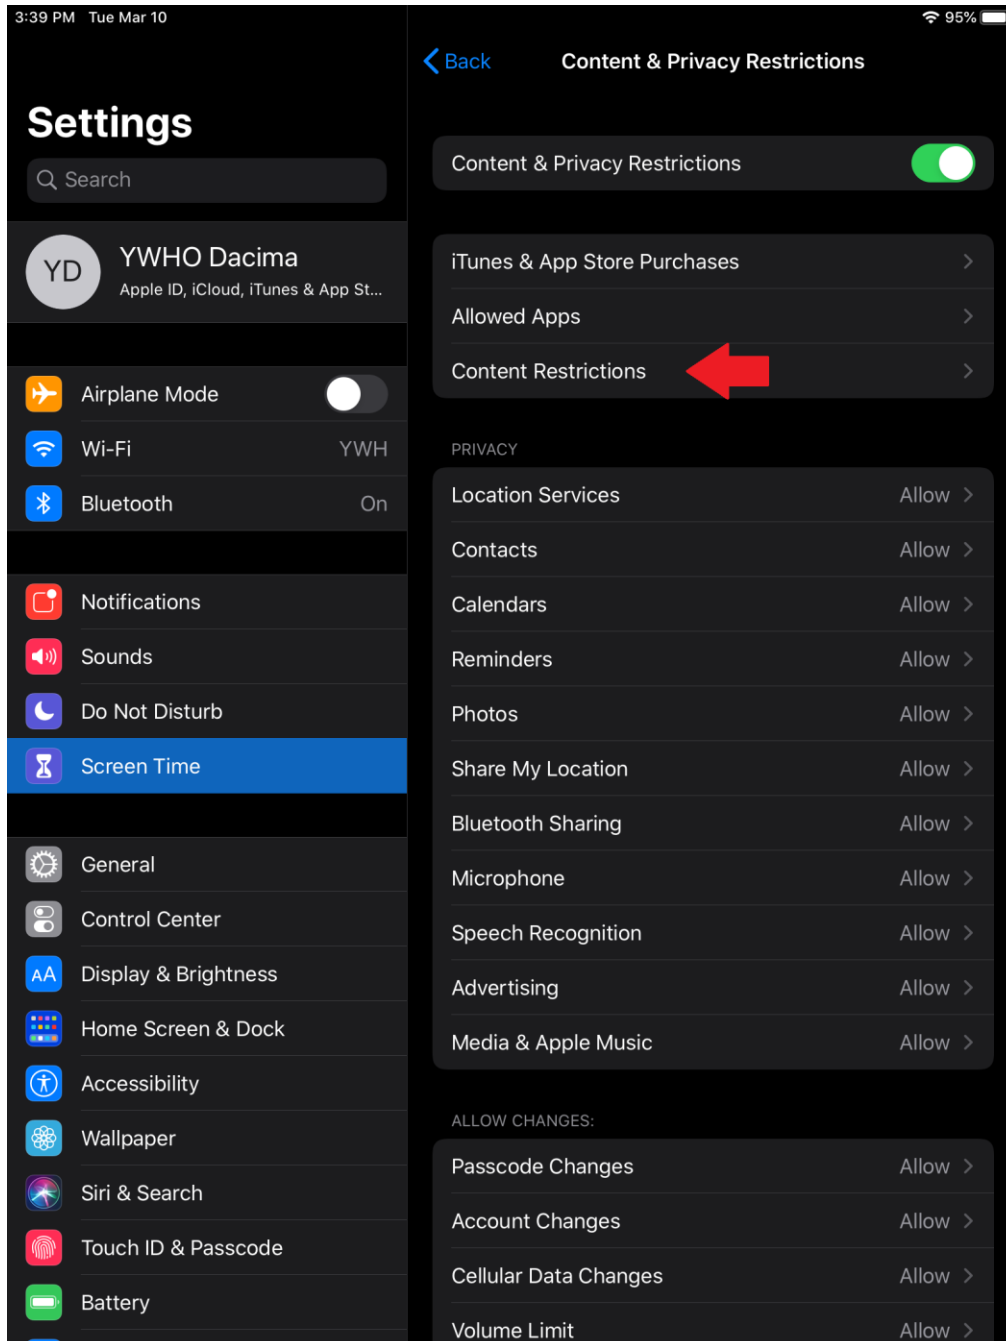 3:39 PM Tue Mar 10
95%
Settings
Search
YD
YWHO Dacima
Apple ID, iCloud, iTunes & App St...
Airplane Mode
Wi-Fi YWH
Bluetooth On
Notifications
Sounds
Do Not Disturb
Screen Time
General
Control Center
AA Display & Brightness
Home Screen & Dock
Accessibility
Wallpaper
Siri & Search
Touch ID & Passcode
Battery
Back Content & Privacy Restrictions
Content & Privacy Restrictions
iTunes & App Store Purchases
Allowed Apps
Content Restrictions
PRIVACY
Location Services Allow
Contacts Allow
Calendars Allow
Reminders Allow
Photos Allow
Share My Location Allow
Bluetooth Sharing Allow
Microphone Allow
Speech Recognition Allow
Advertising Allow
Media & Apple Music Allow
ALLOW CHANGES:
Passcode Changes Allow
Account Changes Allow
Cellular Data Changes Allow
Volume Limit Allow